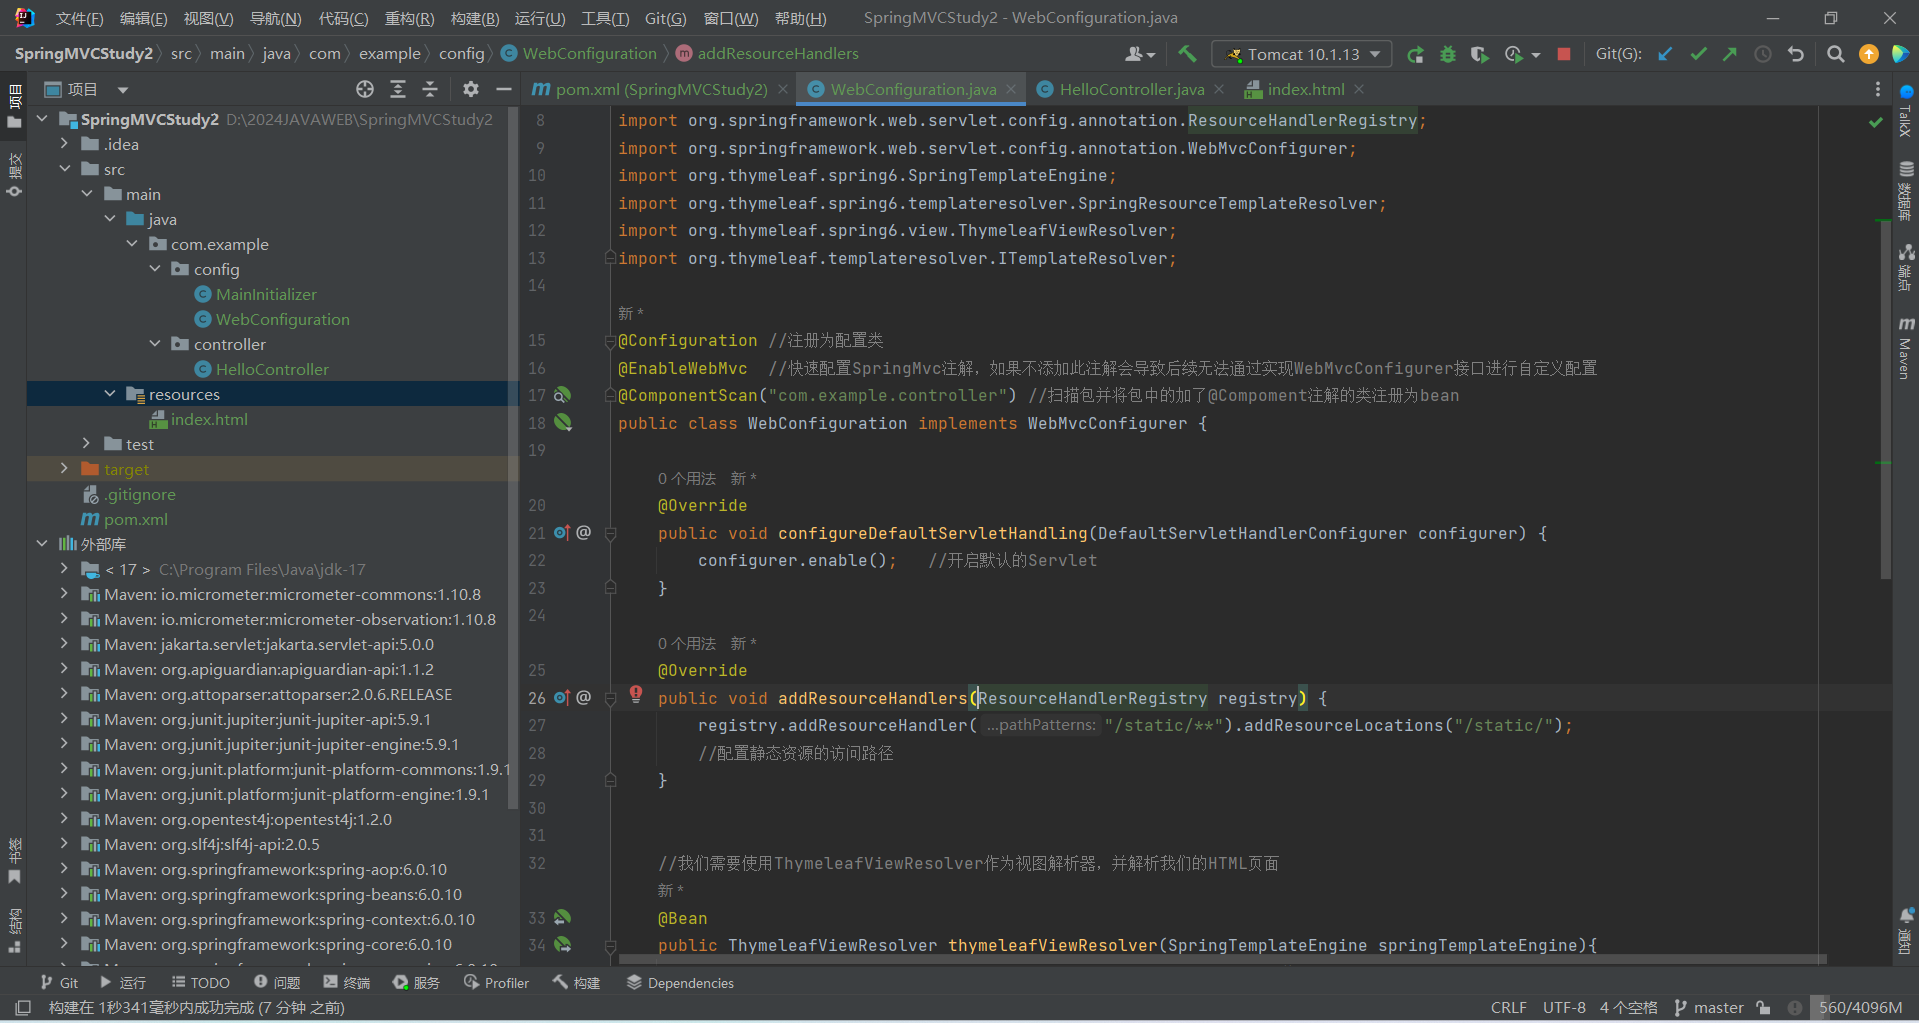 文件(F) 编辑(E) 视图(V) 导航(N) 代码(C) 重构(R) 构建(B) 运行(U) 工具(T) Git(G) 窗口(W) 帮助(H) SpringMVCStudy2 - WebConfiguration.java
SpringMVCStudy2 src main java com example config WebConfiguration addResourceHandlers Tomcat 10.1.13 Git(G):
项目
提交
书签
结构
项目
SpringMVCStudy2 D:\2024JAVAWEB\SpringMVCStudy2
.idea
src
main
java
com.example
config
MainInitializer
WebConfiguration
controller
HelloController
resources
index.html
test
target
.gitignore
pom.xml
外部库
< 17 > C:\Program Files\Java\jdk-17
Maven: io.micrometer:micrometer-commons:1.10.8
Maven: io.micrometer:micrometer-observation:1.10.8
Maven: jakarta.servlet:jakarta.servlet-api:5.0.0
Maven: org.apiguardian:apiguardian-api:1.1.2
Maven: org.attoparser:attoparser:2.0.6.RELEASE
Maven: org.junit.jupiter:junit-jupiter-api:5.9.1
Maven: org.junit.jupiter:junit-jupiter-engine:5.9.1
Maven: org.junit.platform:junit-platform-commons:1.9.1
Maven: org.junit.platform:junit-platform-engine:1.9.1
Maven: org.opentest4j:opentest4j:1.2.0
Maven: org.slf4j:slf4j-api:2.0.5
Maven: org.springframework:spring-aop:6.0.10
Maven: org.springframework:spring-beans:6.0.10
Maven: org.springframework:spring-context:6.0.10
Maven: org.springframework:spring-core:6.0.10
pom.xml (SpringMVCStudy2) WebConfiguration.java HelloController.java index.html
8 import org.springframework.web.servlet.config.annotation.ResourceHandlerRegistry;
9 import org.springframework.web.servlet.config.annotation.WebMvcConfigurer;
10 import org.thymeleaf.spring6.SpringTemplateEngine;
11 import org.thymeleaf.spring6.templateresolver.SpringResourceTemplateResolver;
12 import org.thymeleaf.spring6.view.ThymeleafViewResolver;
13 import org.thymeleaf.templateresolver.ITemplateResolver;
14
新 *
15 @Configuration //注册为配置类
16 @EnableWebMvc //快速配置SpringMvc注解，如果不添加此注解会导致后续无法通过实现WebMvcConfigurer接口进行自定义配置
17 @ComponentScan("com.example.controller") //扫描包并将包中的加了@Compoment注解的类注册为bean
18 public class WebConfiguration implements WebMvcConfigurer {
19
0 个用法 新 *
20 @Override
21 public void configureDefaultServletHandling(DefaultServletHandlerConfigurer configurer) {
22 configurer.enable(); //开启默认的Servlet
23 }
24
0 个用法 新 *
25 @Override
26 public void addResourceHandlers(ResourceHandlerRegistry registry) {
27 registry.addResourceHandler( ...pathPatterns: "/static/**").addResourceLocations("/static/");
28 //配置静态资源的访问路径
29 }
30
31
32 //我们需要使用ThymeleafViewResolver作为视图解析器，并解析我们的HTML页面
新 *
33 @Bean
34 public ThymeleafViewResolver thymeleafViewResolver(SpringTemplateEngine springTemplateEngine){
TalkX
数据库
端点
Maven
通知
Git 运行 TODO 问题 终端 服务 Profiler 构建 Dependencies
构建在 1秒341毫秒内成功完成 (7 分钟 之前) CRLF UTF-8 4 个空格 master 560/4096M